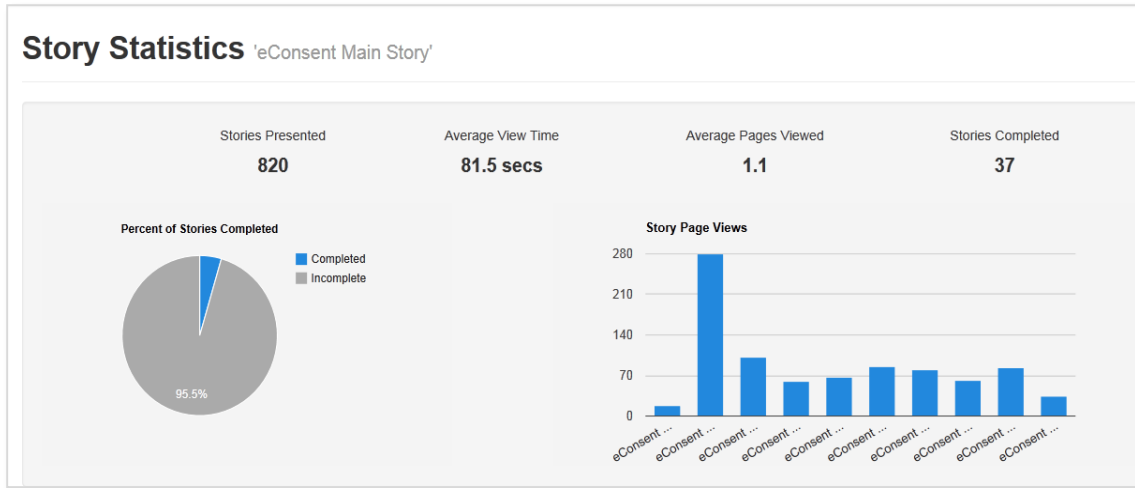 Story Statistics 'eConsent Main Story'
Stories Presented Average View Time Average Pages Viewed Stories Completed
820 81.5 secs 1.1 37
Percent of Stories Completed
Completed
Incomplete
95.5%
Story Page Views
280
210
140
70
0
eConsent ... eConsent ... eConsent ... eConsent ... eConsent ... eConsent ... eConsent ... eConsent ... eConsent ... eConsent ...